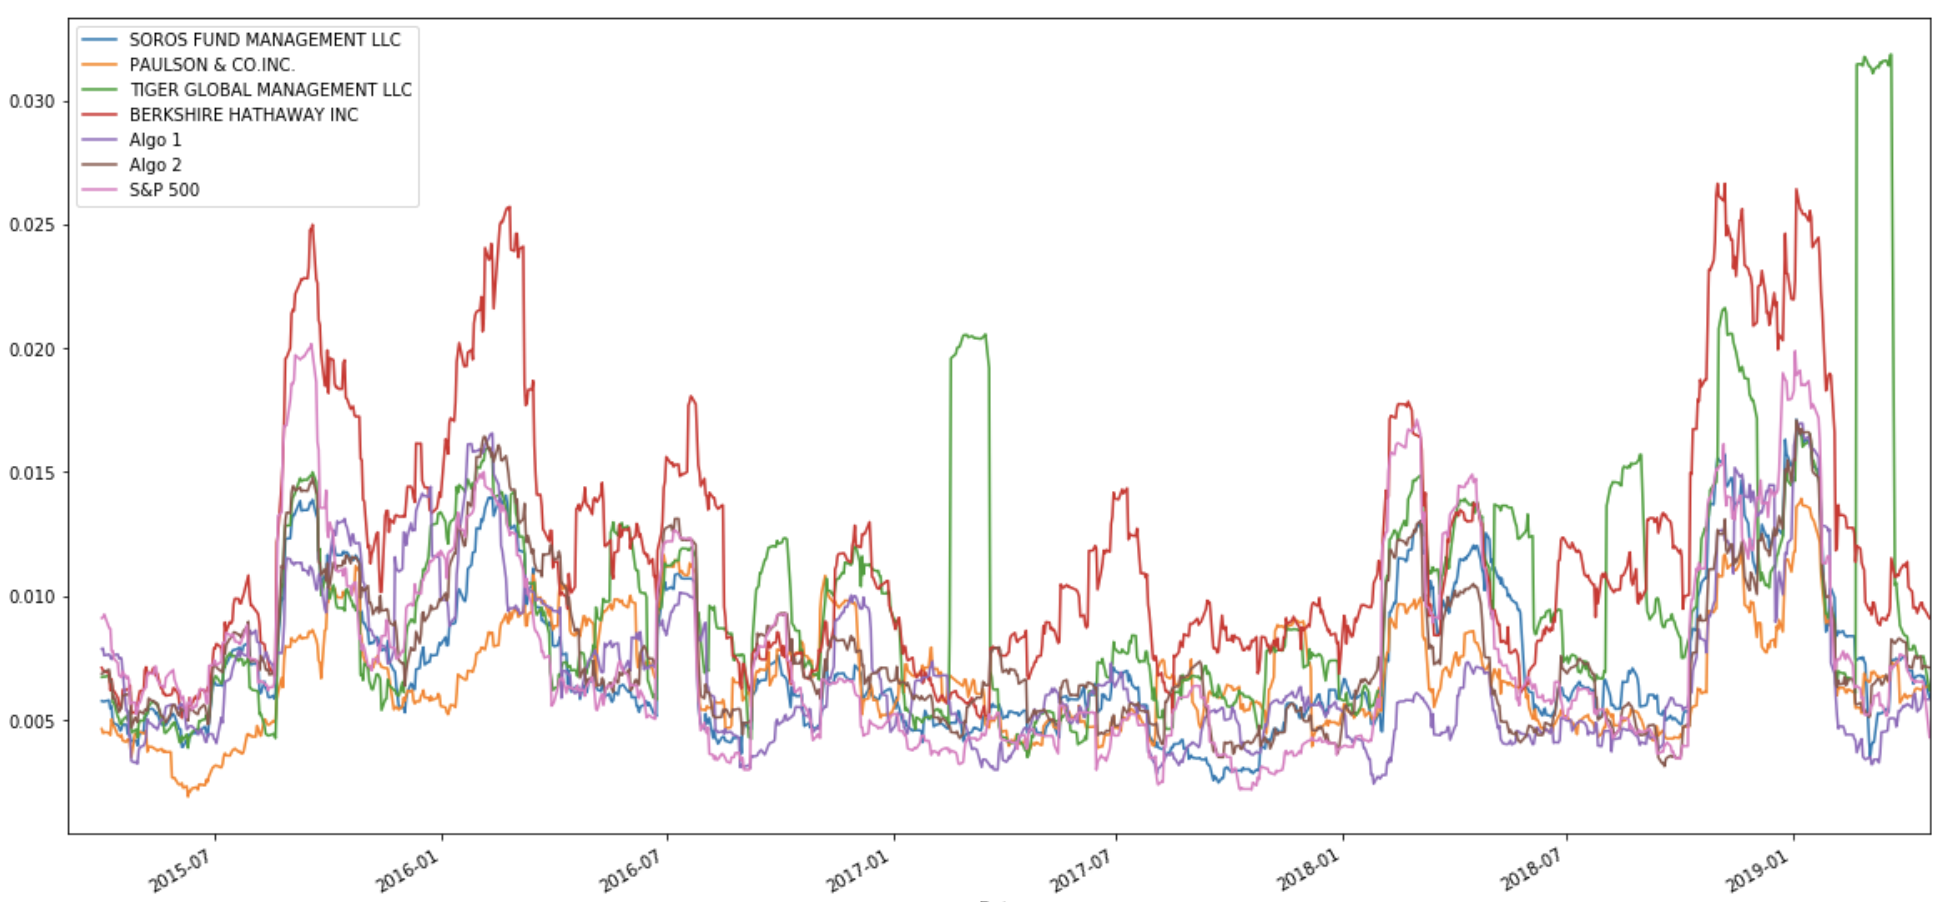 SOROS FUND MANAGEMENT LLC
PAULSON & CO.INC.
TIGER GLOBAL MANAGEMENT LLC
BERKSHIRE HATHAWAY INC
Algo 1
Algo 2
S&P 500
0.030
0.025
0.020
0.015
0.010
0.005
2015-07
2016-01
2016-07
2017-01
2017-07
2018-01
2018-07
2019-01